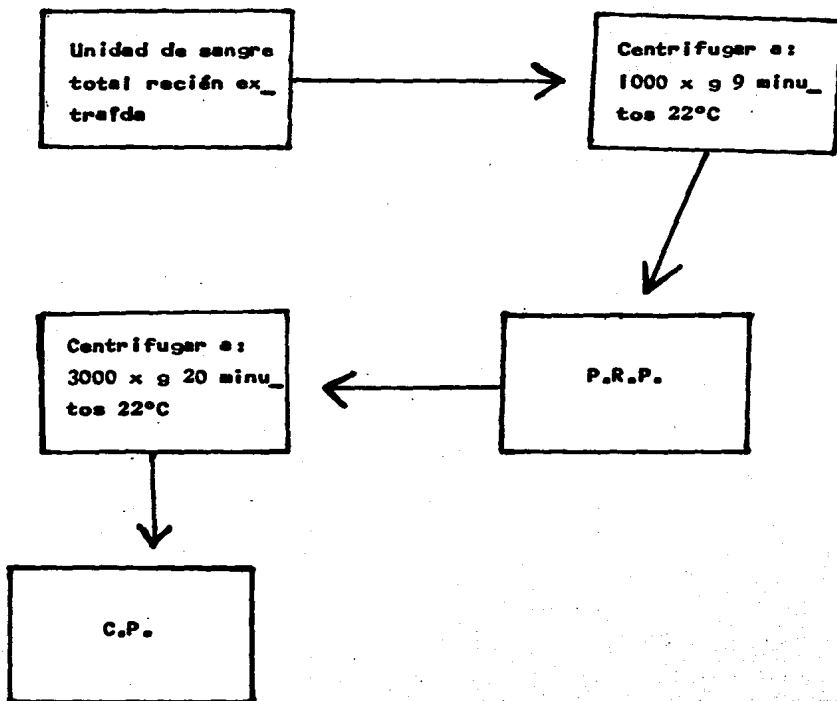 Unidad de sangre
total recién ex_
traída
Centrifugar a:
1000 x g 9 minu_
tos 22°C
P.R.P.
Centrifugar a:
3000 x g 20 minu_
tos 22°C
C.P.